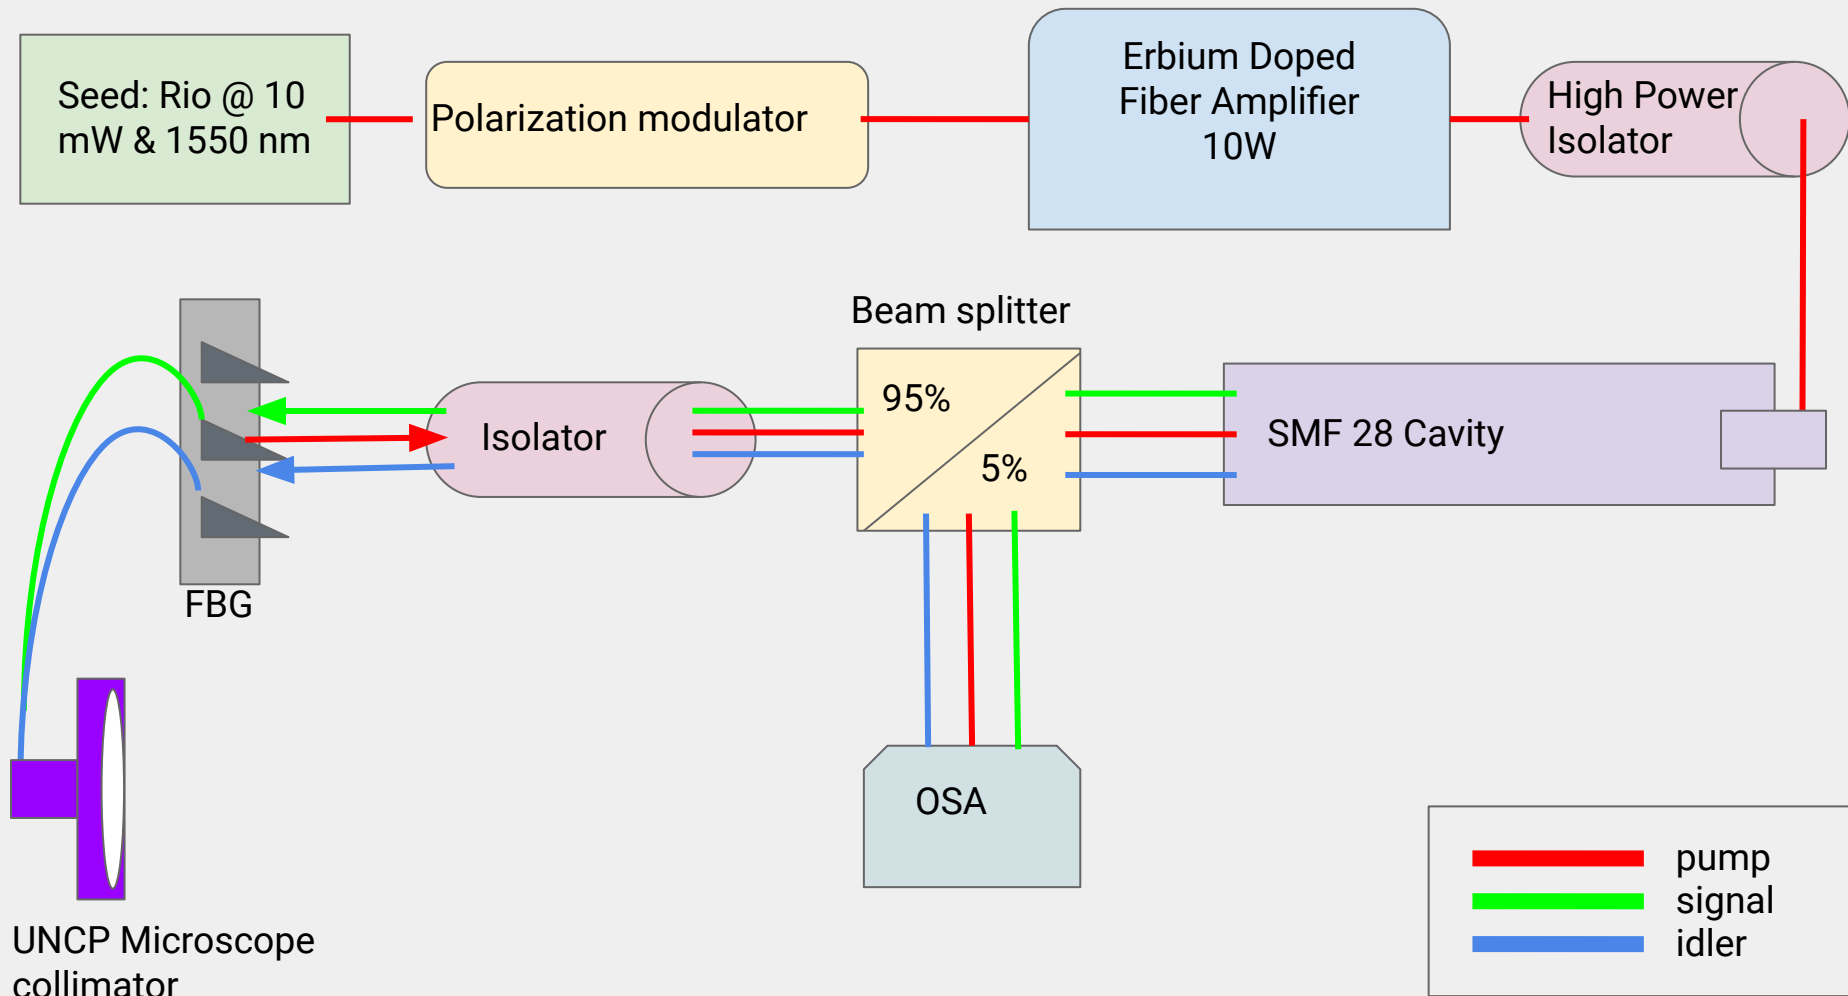 Seed: Rio @ 10
mW & 1550 nm
Polarization modulator
Erbium Doped
Fiber Amplifier
10W
High Power
Isolator
Beam splitter
95%
5%
Isolator
SMF 28 Cavity
FBG
OSA
UNCP Microscope
collimator
pump
signal
idler